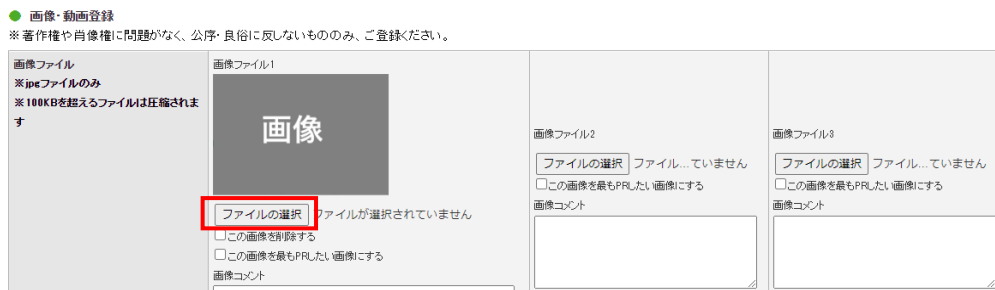 ● 画像・動画登録
※著作権や肖像権に問題がなく、公序・良俗に反しないもののみ、ご登録ください。
画像ファイル
※jpgファイルのみ
※100KBを超えるファイルは圧縮されます
画像ファイル1
画像
ファイルの選択 ファイルが選択されていません
この画像を削除する
この画像を最もPRしたい画像にする
画像コメント
画像ファイル2
ファイルの選択 ファイル...ていません
この画像を最もPRしたい画像にする
画像コメント
画像ファイル3
ファイルの選択 ファイル...ていません
この画像を最もPRしたい画像にする
画像コメント